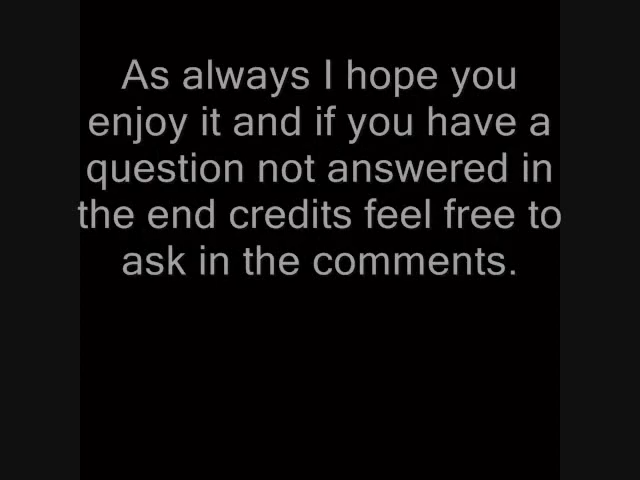 As always I hope you
enjoy it and if you have a
question not answered in
the end credits feel free to
ask in the comments.